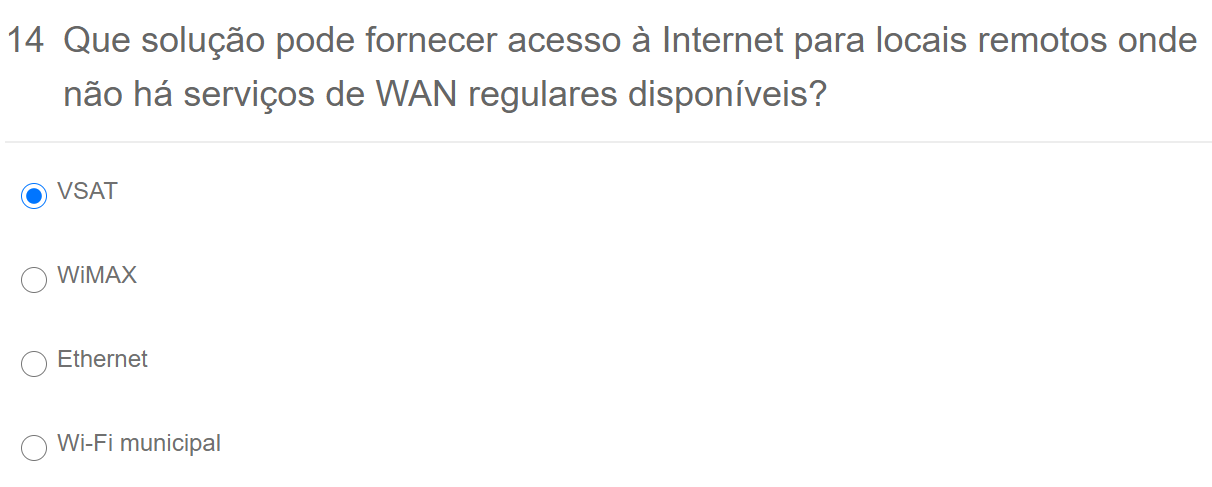 14 Que solução pode fornecer acesso à Internet para locais remotos onde
não há serviços de WAN regulares disponíveis?
VSAT
WiMAX
Ethernet
Wi-Fi municipal